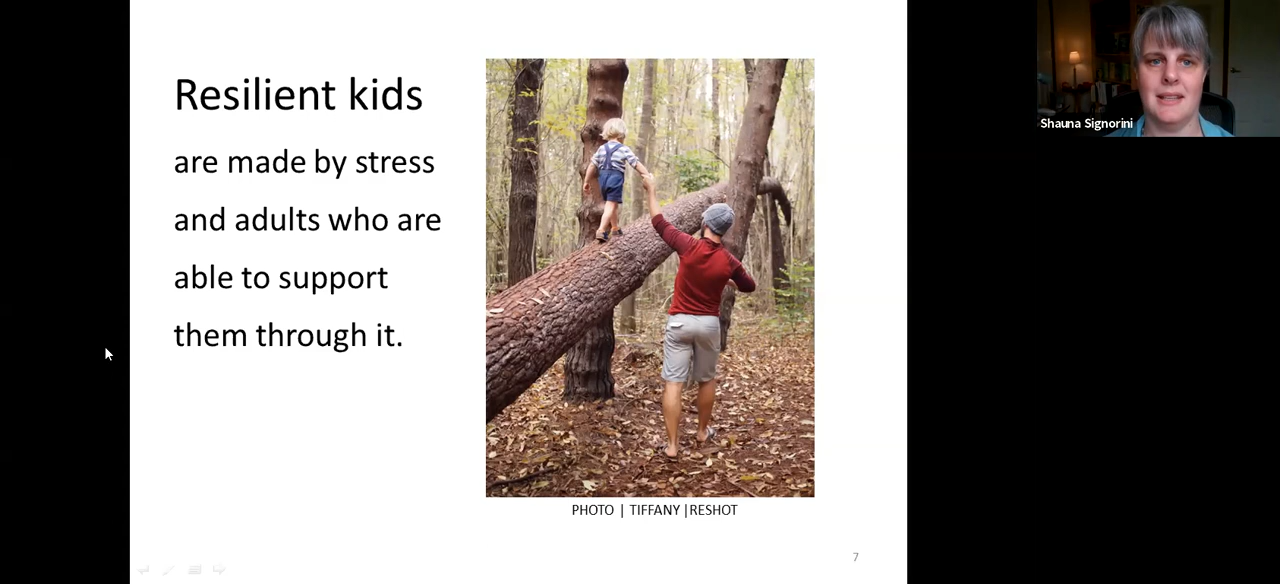 Resilient kids
are made by stress
and adults who are
able to support
them through it.
PHOTO | TIFFANY |RESHOT
7
Shauna Signorini